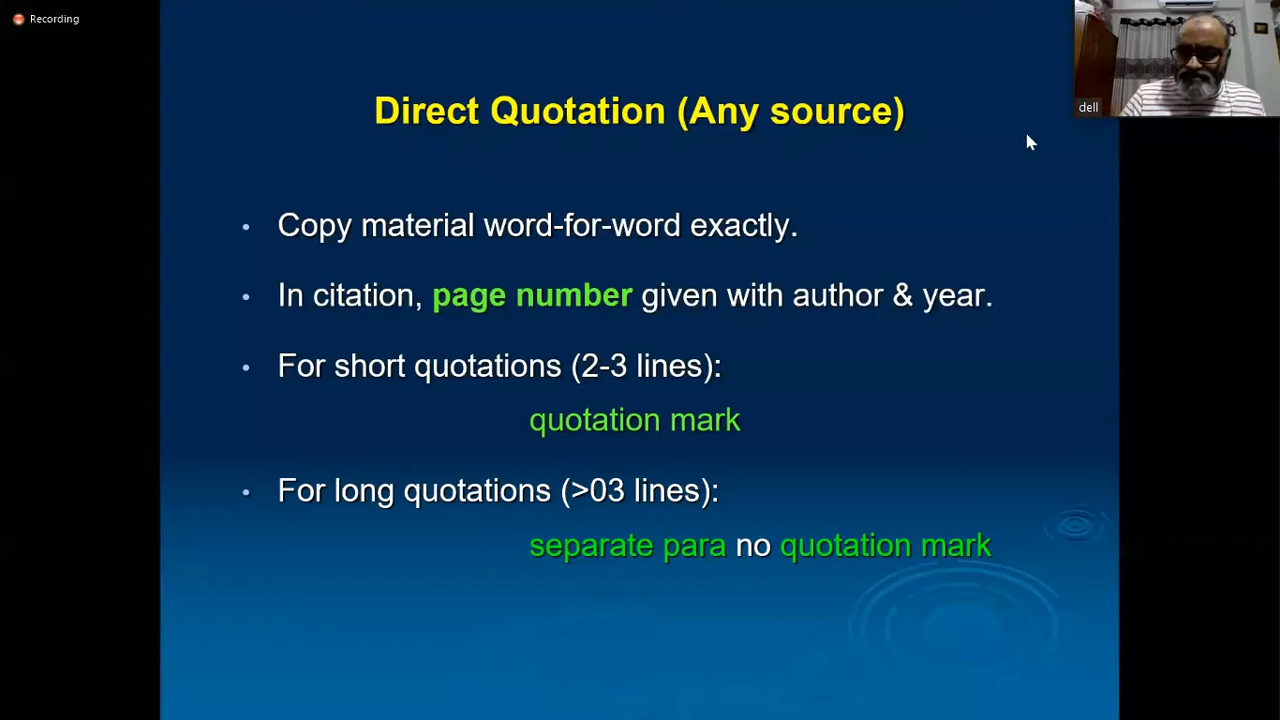 Recording
dell
Direct Quotation (Any source)
• Copy material word-for-word exactly.
• In citation, page number given with author & year.
• For short quotations (2-3 lines):
quotation mark
• For long quotations (>03 lines):
separate para no quotation mark